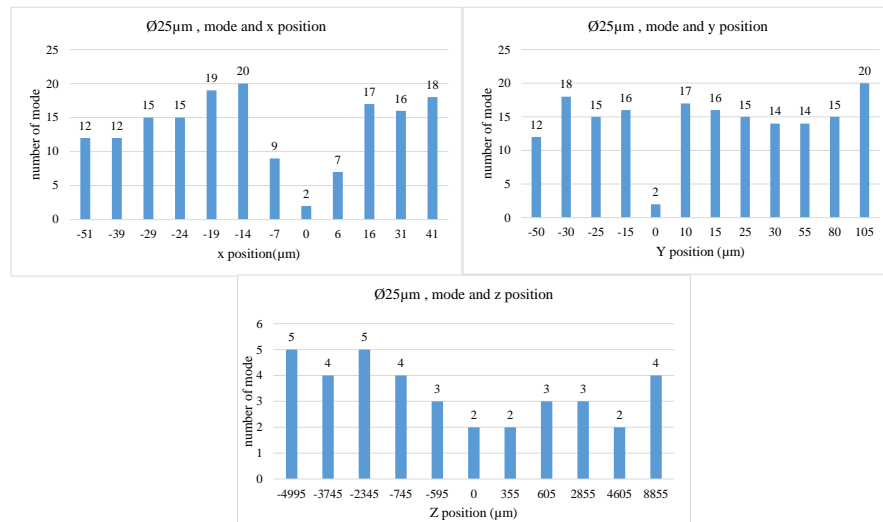 Ø25µm , mode and x position
number of mode
25
20
15
10
5
0
12 12 15 15 19 20 9 2 7 17 16 18
-51 -39 -29 -24 -19 -14 -7 0 6 16 31 41
x position(µm)
Ø25µm , mode and y position
number of mode
25
20
15
10
5
0
12 18 15 16 2 17 16 15 14 14 15 20
-50 -30 -25 -15 0 10 15 25 30 55 80 105
Y position (µm)
Ø25µm , mode and z position
number of mode
6
5
4
3
2
1
0
5 4 5 4 3 2 2 3 3 2 4
-4995 -3745 -2345 -745 -595 0 355 605 2855 4605 8855
Z position (µm)